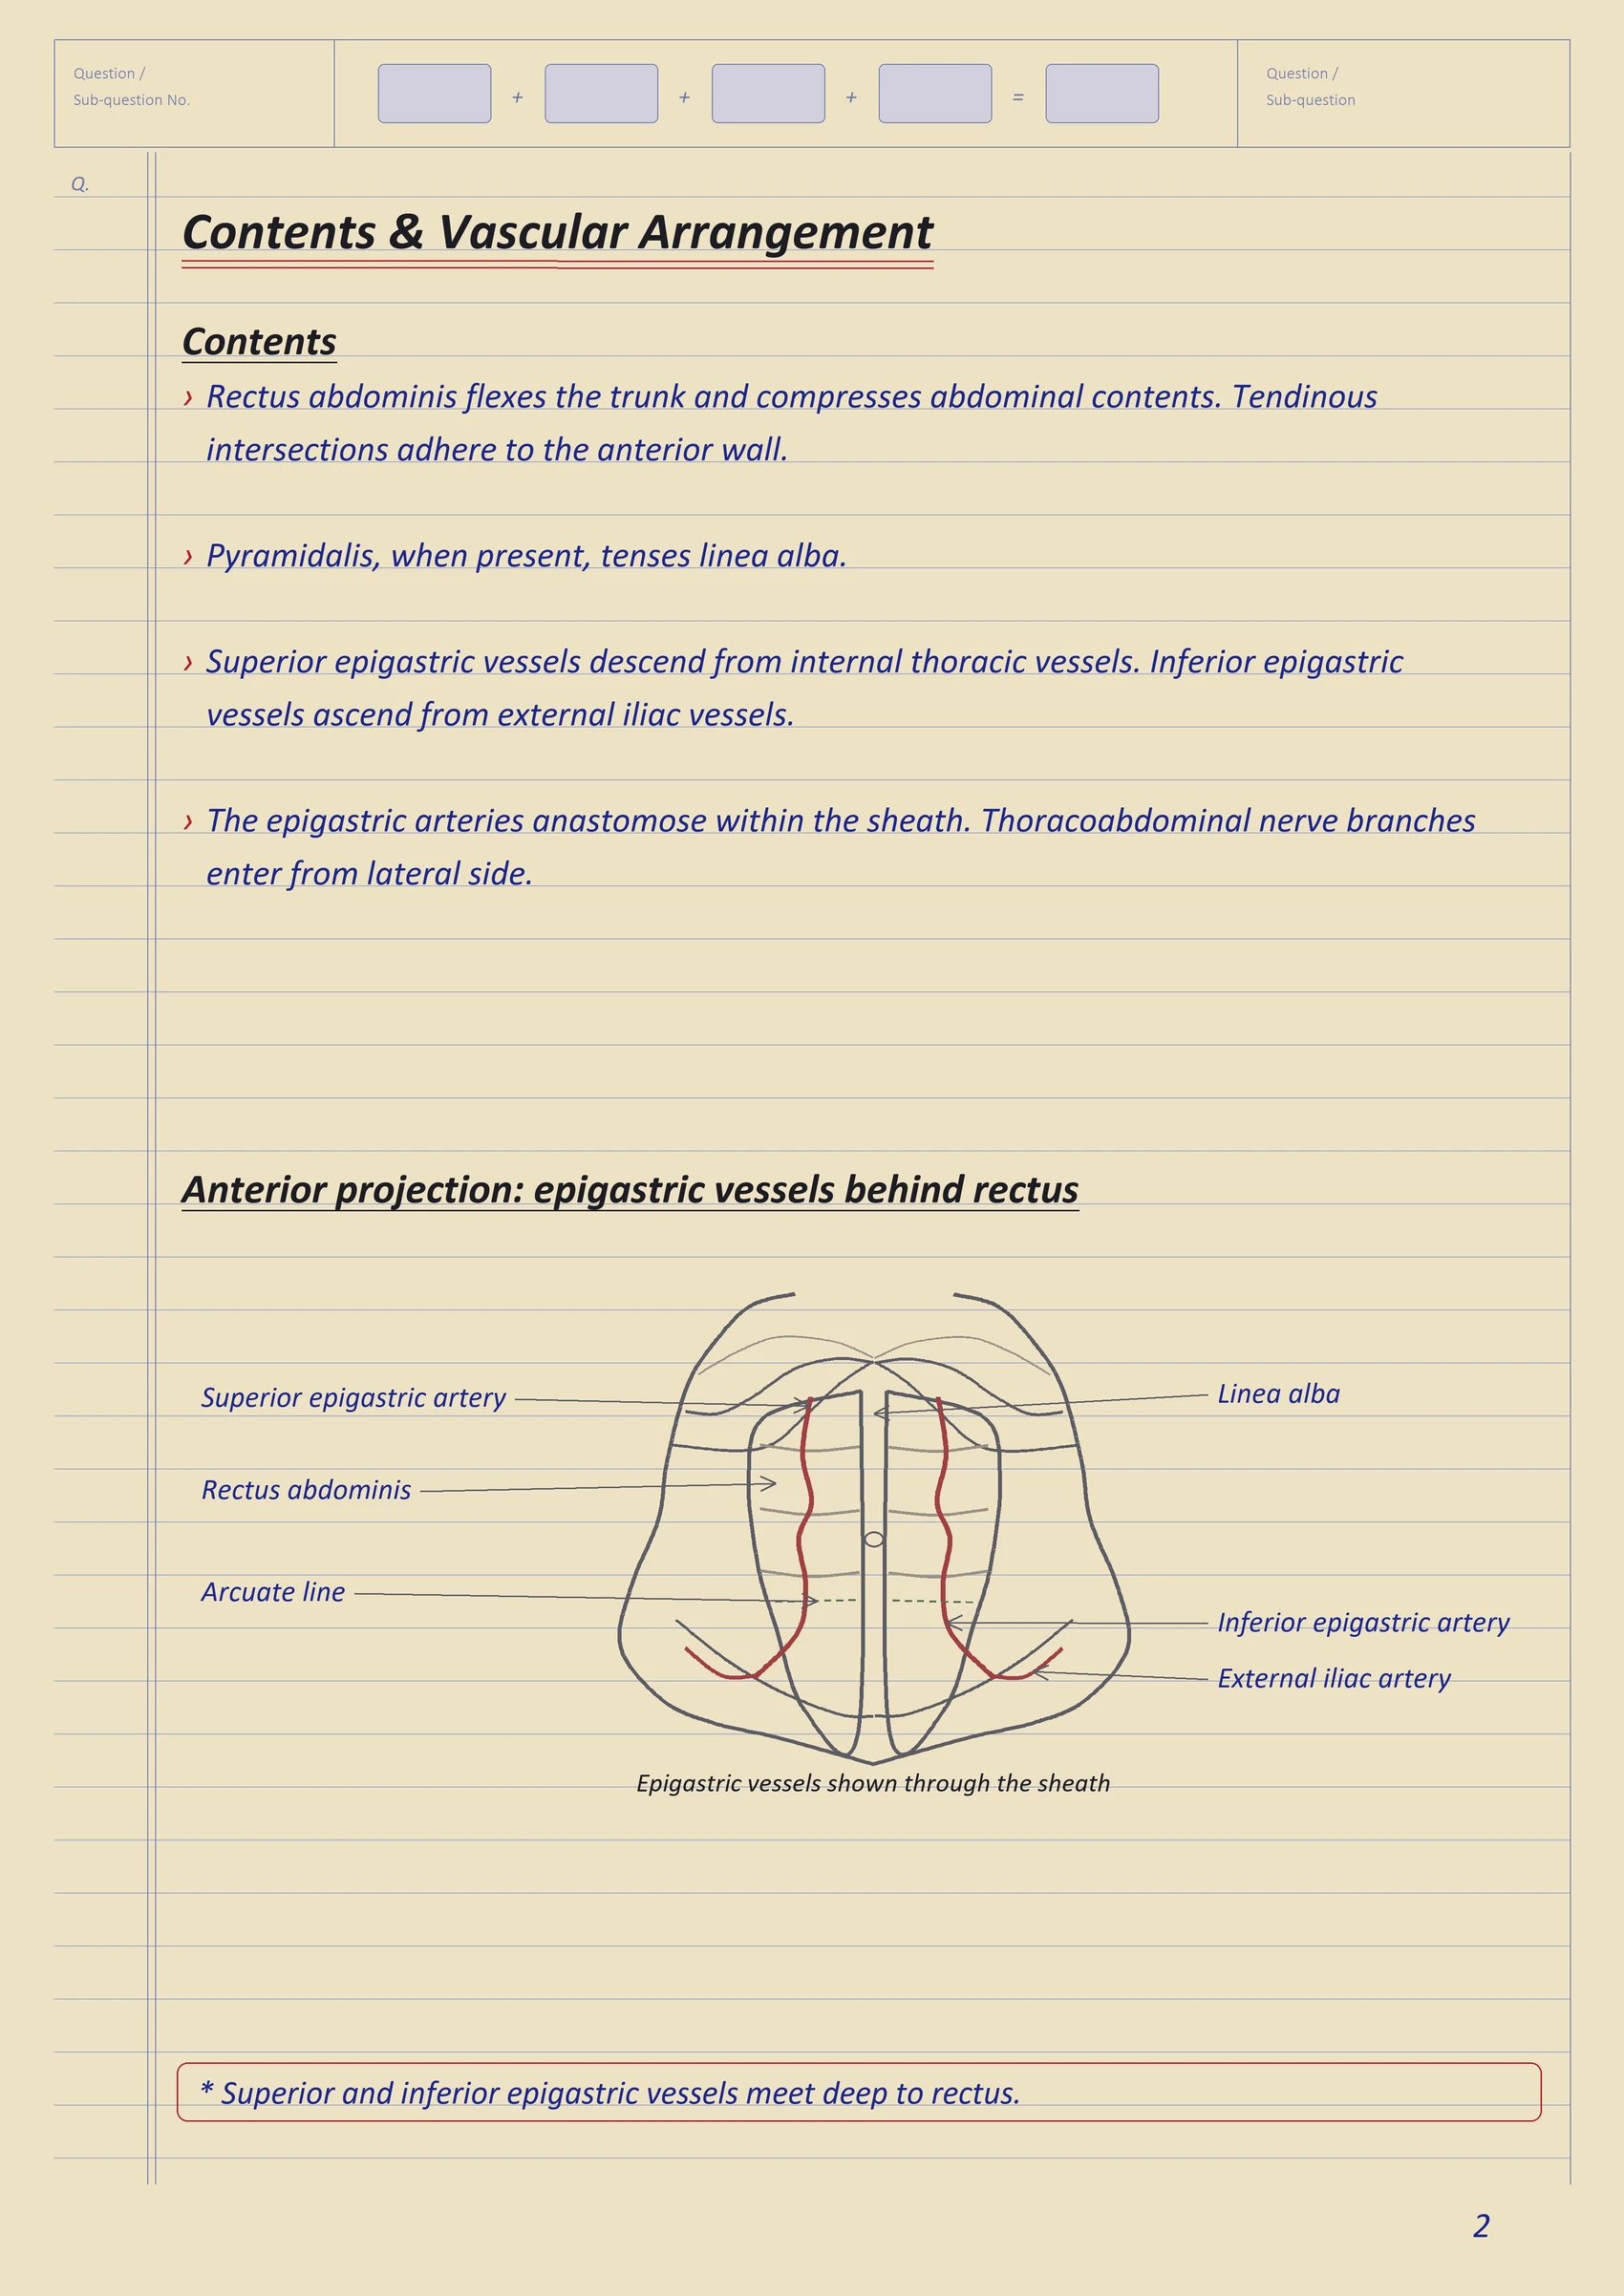 Question /
Sub-question No.
+ + + =
Question /
Sub-question
Q.
Contents & Vascular Arrangement
Contents
› Rectus abdominis flexes the trunk and compresses abdominal contents. Tendinous
intersections adhere to the anterior wall.
› Pyramidalis, when present, tenses linea alba.
› Superior epigastric vessels descend from internal thoracic vessels. Inferior epigastric
vessels ascend from external iliac vessels.
› The epigastric arteries anastomose within the sheath. Thoracoabdominal nerve branches
enter from lateral side.
Anterior projection: epigastric vessels behind rectus
Superior epigastric artery
Linea alba
Rectus abdominis
Arcuate line
Inferior epigastric artery
External iliac artery
Epigastric vessels shown through the sheath
* Superior and inferior epigastric vessels meet deep to rectus.
2